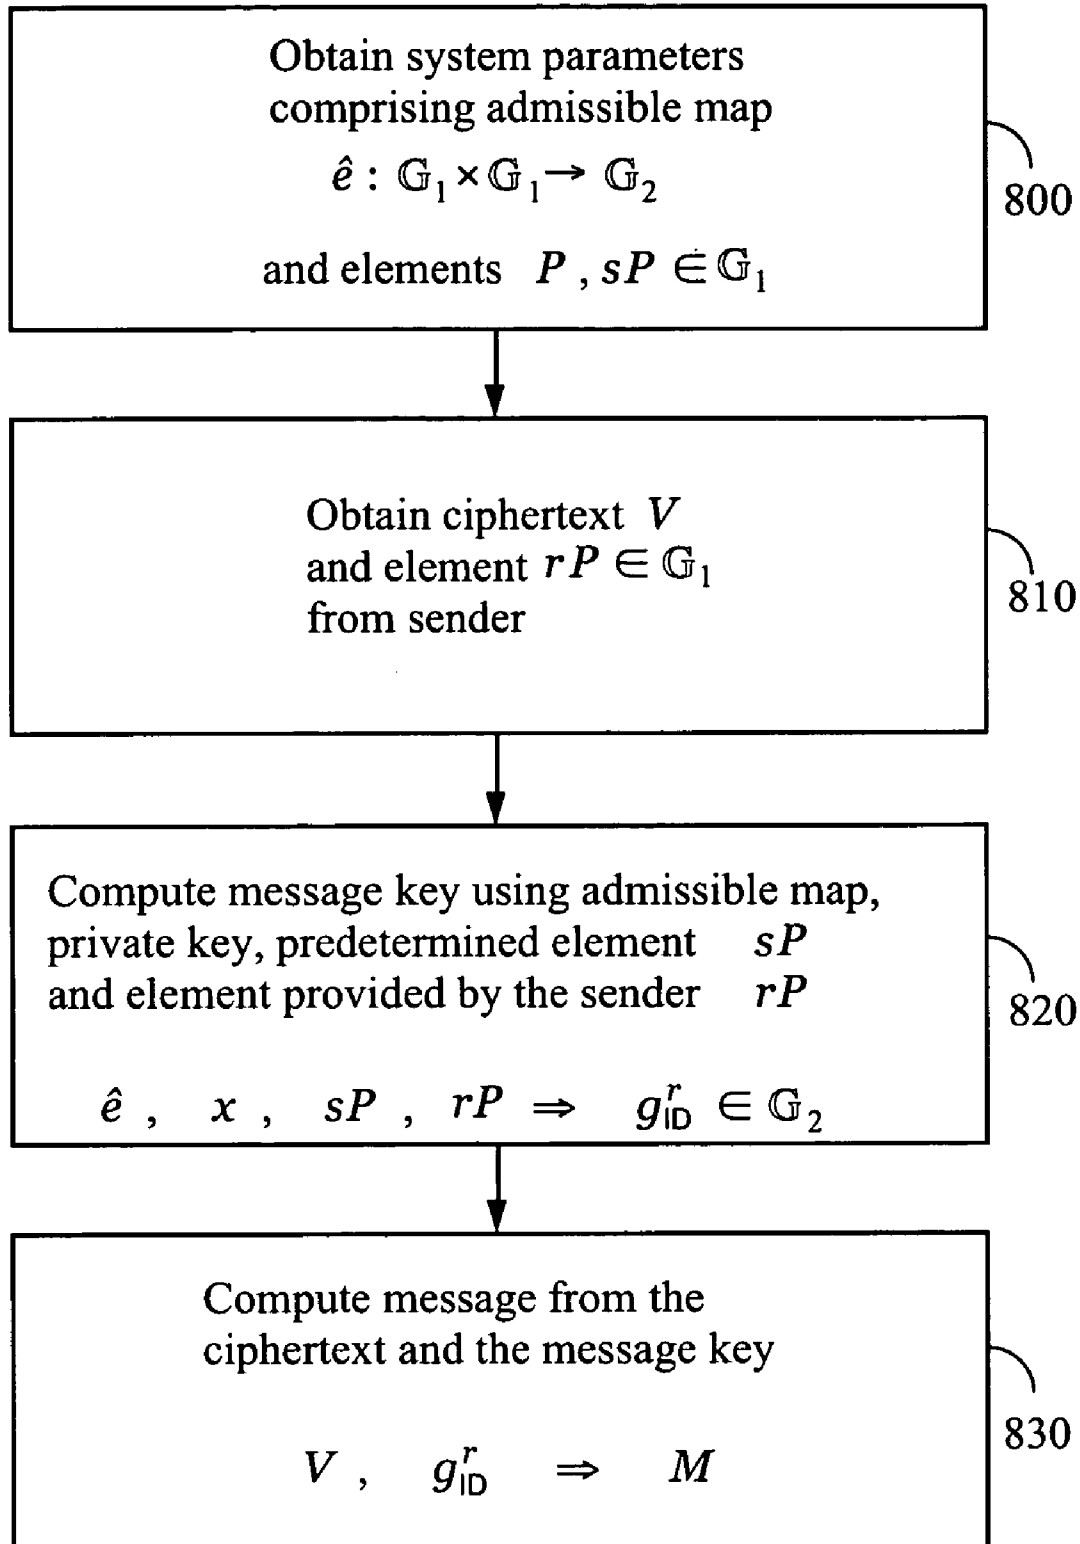 Obtain system parameters
comprising admissible map
ê : 𝔾₁ × 𝔾₁ → 𝔾₂
and elements P , sP ∈ 𝔾₁
800
Obtain ciphertext V
and element rP ∈ 𝔾₁
from sender
810
Compute message key using admissible map,
private key, predetermined element sP
and element provided by the sender rP
ê , x , sP , rP ⇒ g_ID^r ∈ 𝔾₂
820
Compute message from the
ciphertext and the message key
V , g_ID^r ⇒ M
830